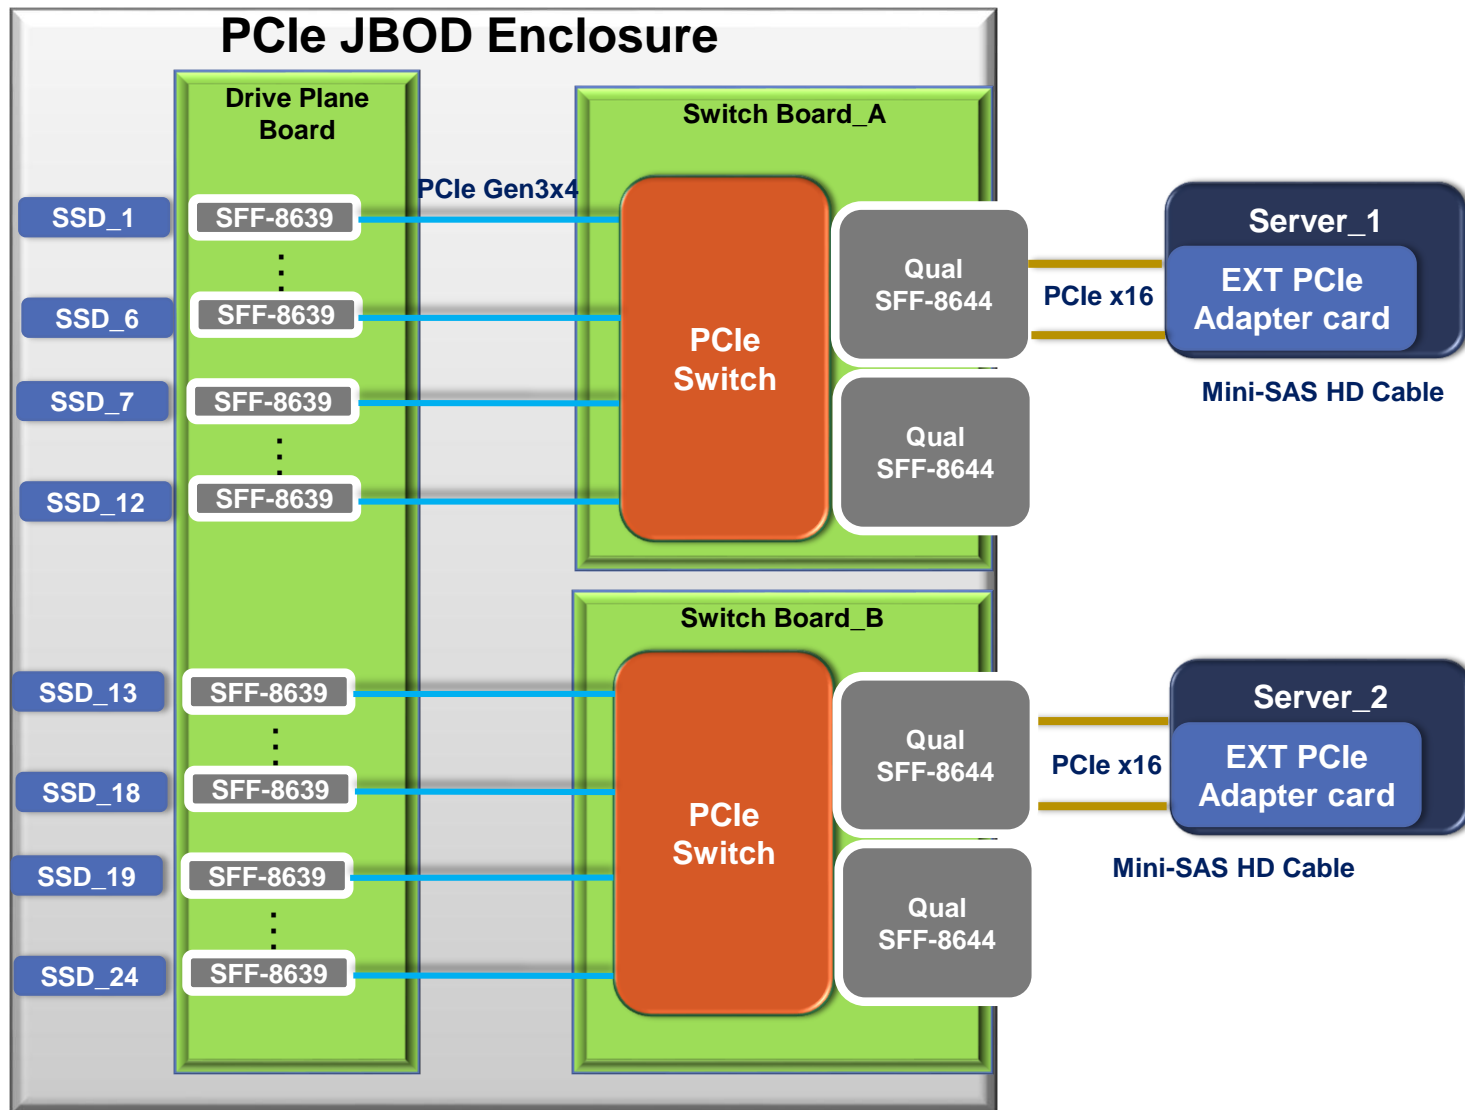 PCIe JBOD Enclosure
Drive Plane
Board
Switch Board_A
PCIe Gen3x4
SSD_1
SFF-8639
SSD_6
SFF-8639
SSD_7
SFF-8639
SSD_12
SFF-8639
PCIe
Switch
Qual
SFF-8644
Qual
SFF-8644
PCIe x16
Server_1
EXT PCIe
Adapter card
Mini-SAS HD Cable
Switch Board_B
SSD_13
SFF-8639
SSD_18
SFF-8639
SSD_19
SFF-8639
SSD_24
SFF-8639
PCIe
Switch
Qual
SFF-8644
Qual
SFF-8644
PCIe x16
Server_2
EXT PCIe
Adapter card
Mini-SAS HD Cable